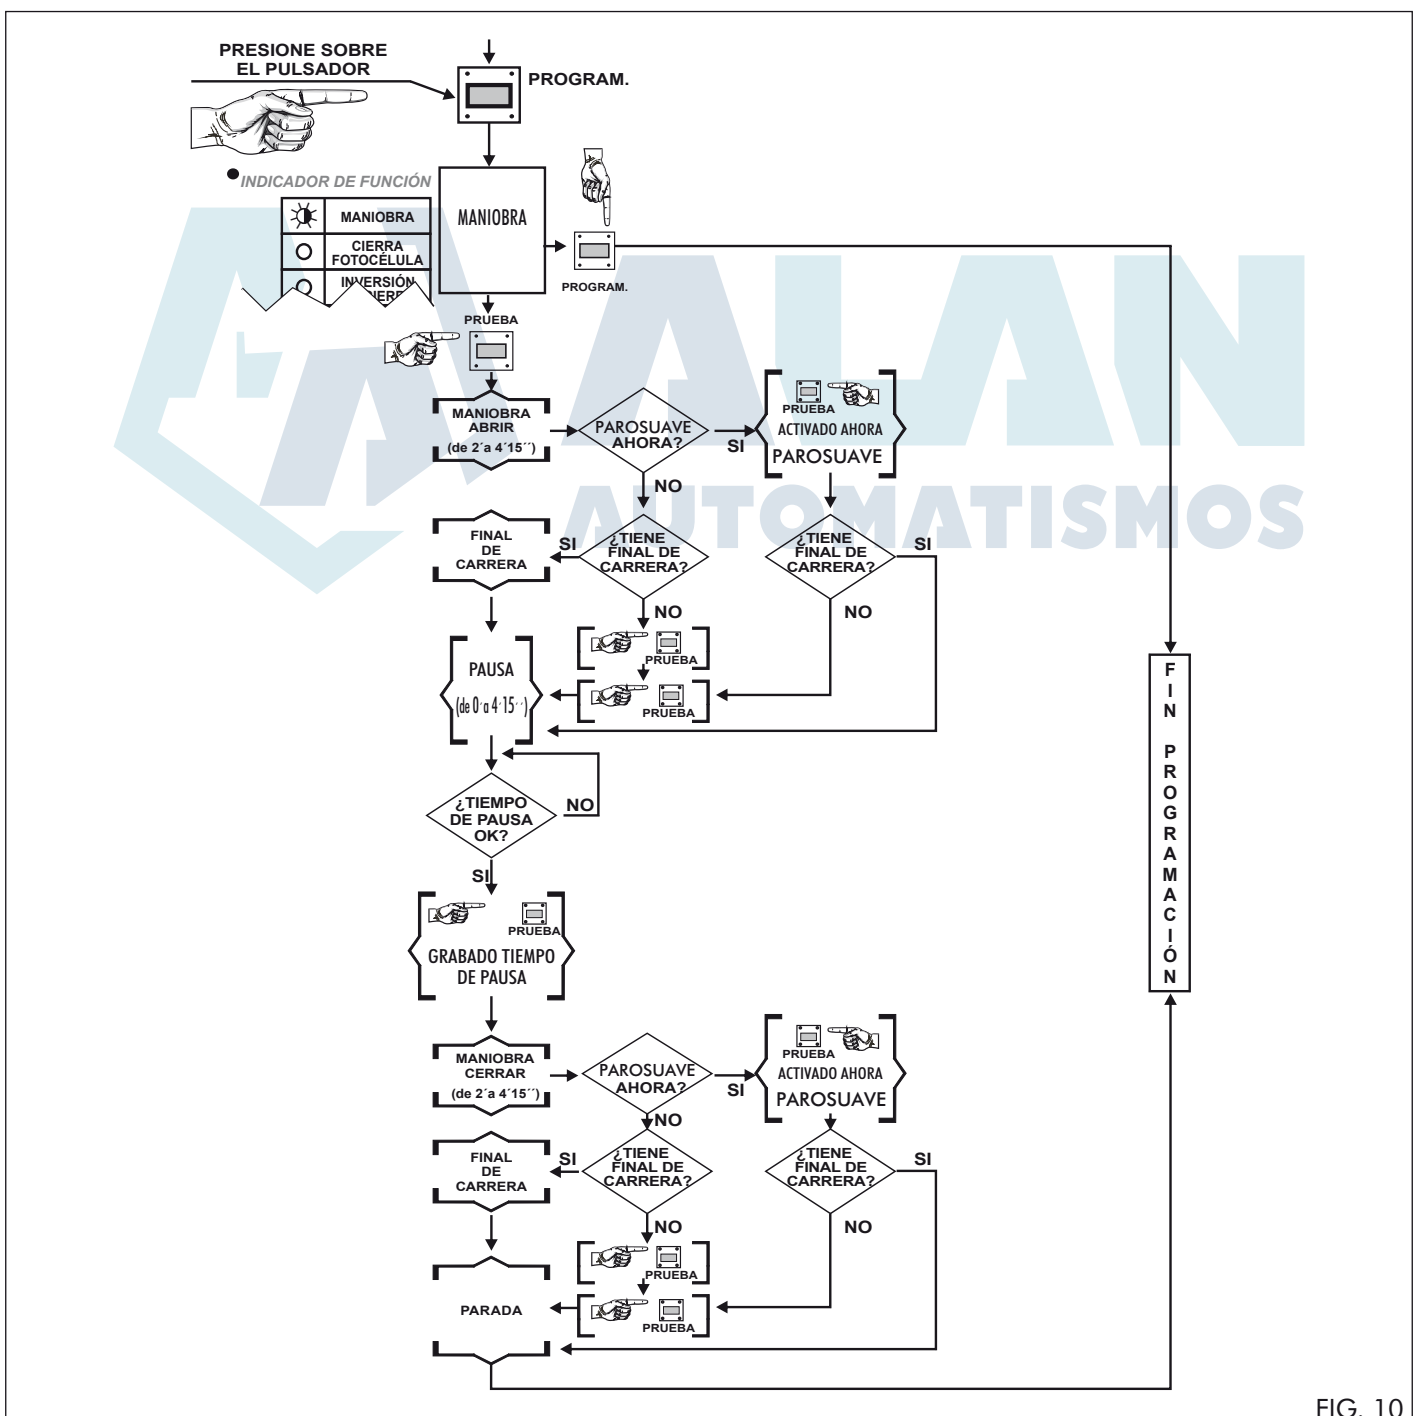 PRESIONE SOBRE
EL PULSADOR
PROGRAM.
INDICADOR DE FUNCIÓN
MANIOBRA
CIERRA
FOTOCÉLULA
INVERSIÓN
MANIOBRA
PROGRAM.
PRUEBA
MANIOBRA
ABRIR
(de 2´a 4´15´´)
PAROSUAVE
AHORA?
SI
PRUEBA
ACTIVADO AHORA
PAROSUAVE
NO
FINAL
DE
CARRERA
SI
¿TIENE
FINAL DE
CARRERA?
¿TIENE
FINAL DE
CARRERA?
SI
NO
NO
PRUEBA
PAUSA
(de 0´a 4´15´´)
PRUEBA
¿TIEMPO
DE PAUSA
OK?
NO
SI
PRUEBA
GRABADO TIEMPO
DE PAUSA
MANIOBRA
CERRAR
(de 2´a 4´15´´)
PAROSUAVE
AHORA?
SI
PRUEBA
ACTIVADO AHORA
PAROSUAVE
NO
FINAL
DE
CARRERA
SI
¿TIENE
FINAL DE
CARRERA?
¿TIENE
FINAL DE
CARRERA?
SI
NO
NO
PRUEBA
PARADA
PRUEBA
FIN PROGRAMACIÓN
ALAN
AUTOMATISMOS
FIG. 10